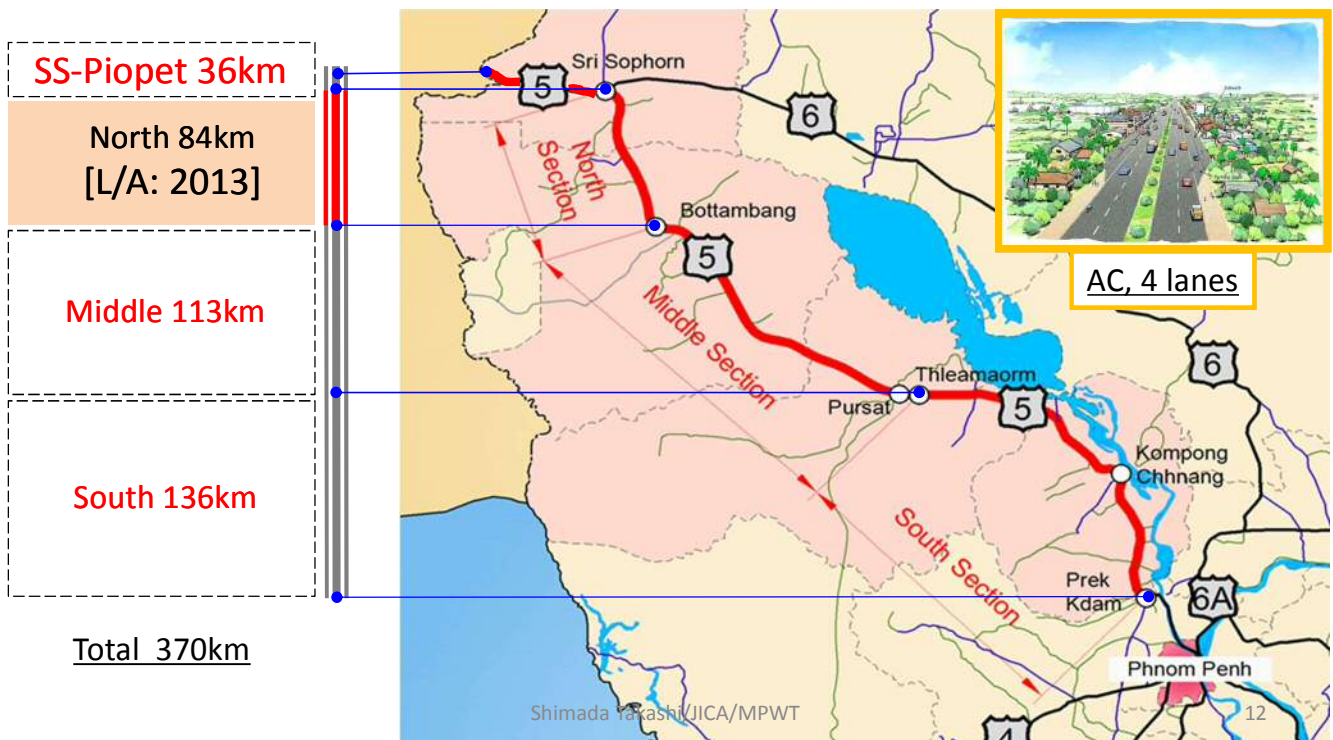 SS-Piopet 36km
North 84km
[L/A: 2013]
Middle 113km
South 136km
Total 370km
Sri Sophorn
5
6
North
Section
Bottambang
5
Middle Section
Thleamaorm
Pursat
5
6
Kompong
Chhnang
South Section
Prek
Kdam
6A
Phnom Penh
4
AC, 4 lanes
Shimada Takashi/JICA/MPWT
12